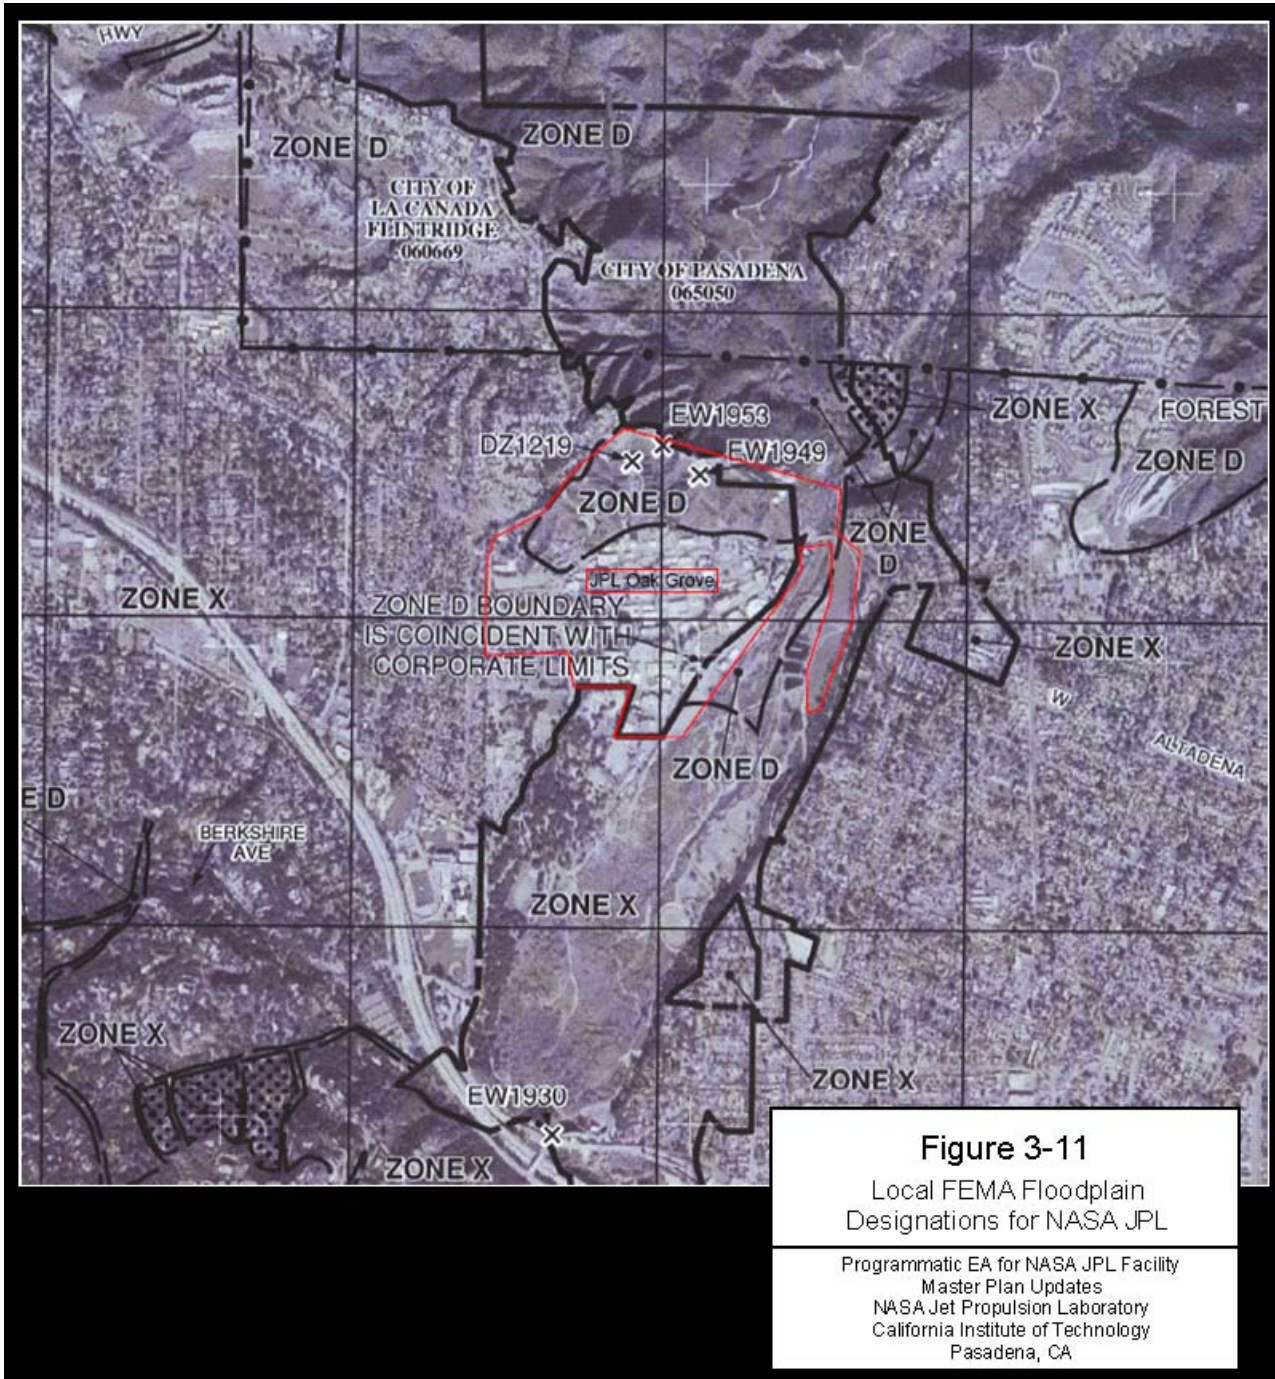 HWY
ZONE D
ZONE D
CITY OF
LA CANADA
FLINTRIDGE
060669
CITY OF PASADENA
065050
EW1953
ZONE X
FOREST
DZ1219
EW1949
ZONE D
ZONE D
ZONE
D
JPL Oak Grove
ZONE X
ZONE D BOUNDARY
IS COINCIDENT WITH
CORPORATE LIMITS
ZONE X
W
ALTADENA
ZONE D
E D
BERKSHIRE
AVE
ZONE X
ZONE X
ZONE X
EW1930
ZONE X
Figure 3-11
Local FEMA Floodplain
Designations for NASA JPL
Programmatic EA for NASA JPL Facility
Master Plan Updates
NASA Jet Propulsion Laboratory
California Institute of Technology
Pasadena, CA